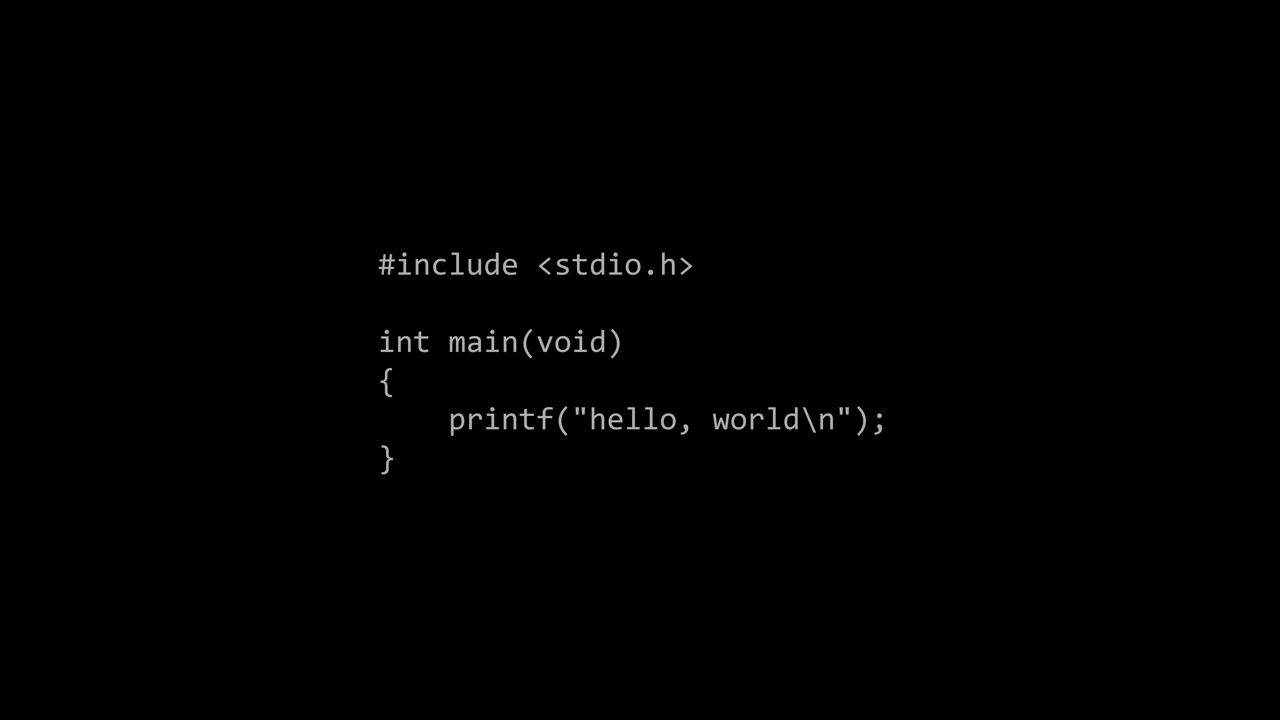 #include <stdio.h>

int main(void)
{
    printf("hello, world\n");
}